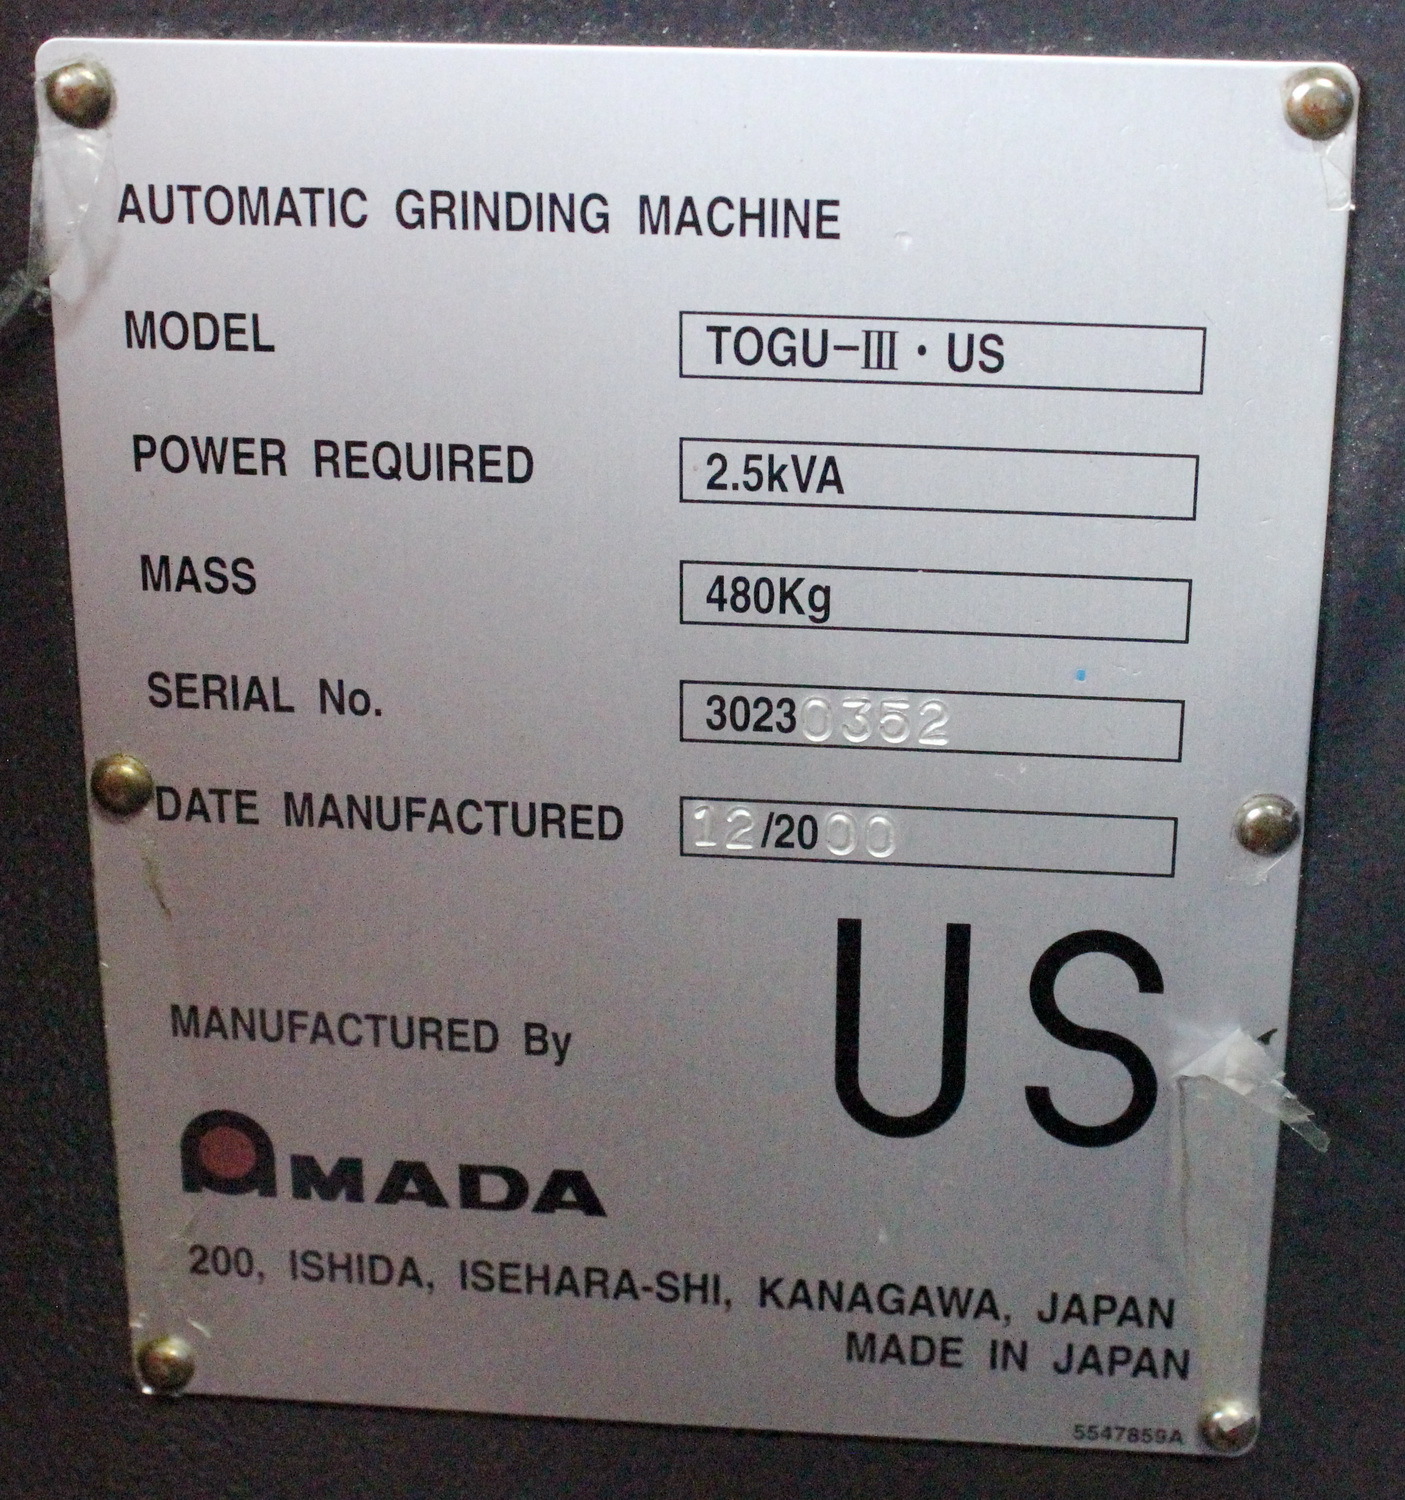 AUTOMATIC GRINDING MACHINE
MODEL TOGU-III・US
POWER REQUIRED 2.5kVA
MASS 480Kg
SERIAL No. 30230352
DATE MANUFACTURED 12/2000
US
MANUFACTURED By
AMADA
200, ISHIDA, ISEHARA-SHI, KANAGAWA, JAPAN
MADE IN JAPAN
5547859A